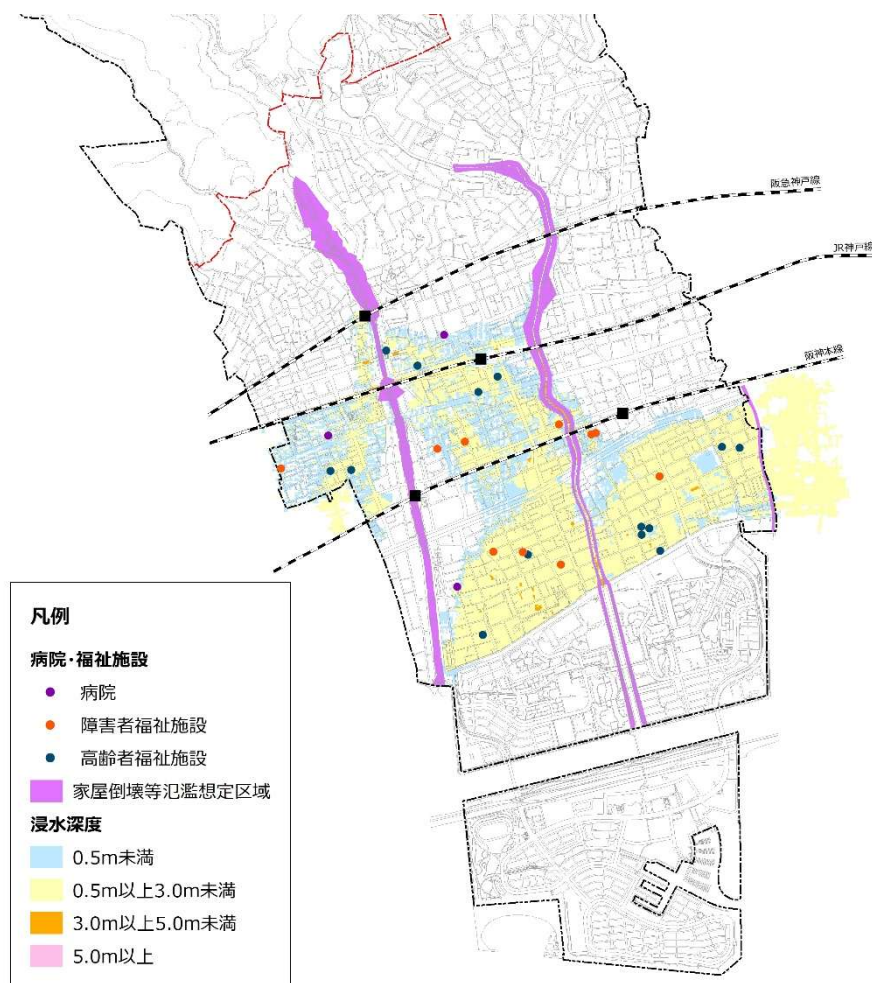 阪急神戸線
JR神戸線
阪神本線
凡例
病院・福祉施設
病院
障害者福祉施設
高齢者福祉施設
家屋倒壊等氾濫想定区域
浸水深度
0.5m未満
0.5m以上3.0m未満
3.0m以上5.0m未満
5.0m以上